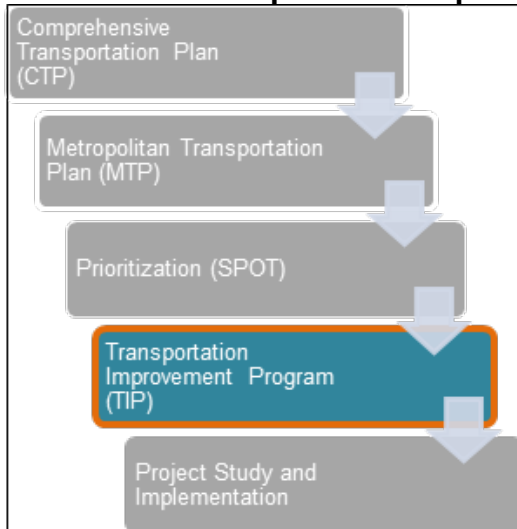 Comprehensive
Transportation Plan
(CTP)
Metropolitan Transportation
Plan (MTP)
Prioritization (SPOT)
Transportation
Improvement Program
(TIP)
Project Study and
Implementation